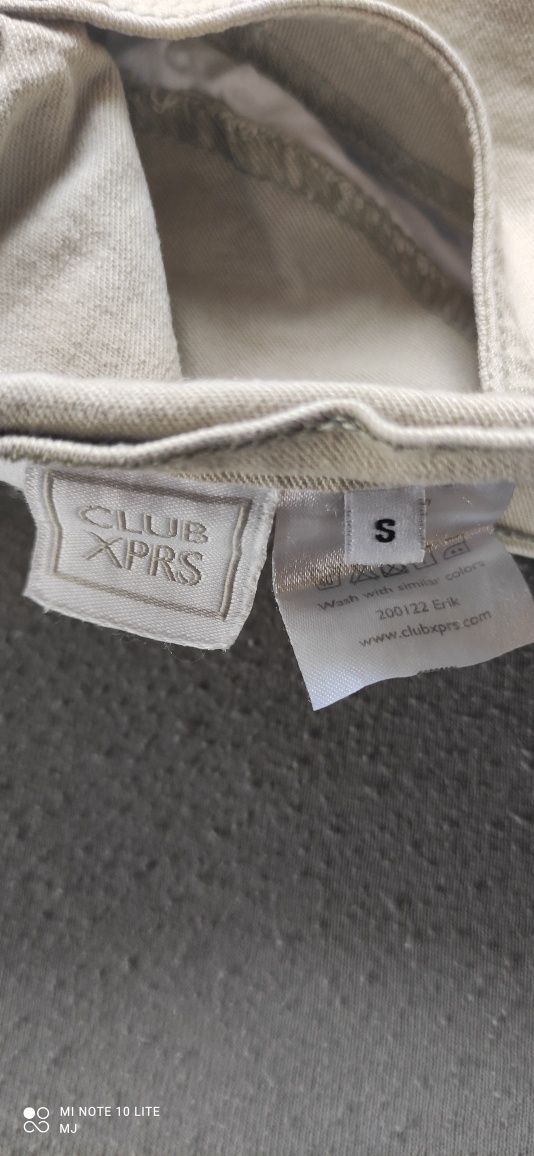 CLUB
XPRS
S
Wash with similar colors
200122 Erik
www.clubxprs.com
MI NOTE 10 LITE
MJ